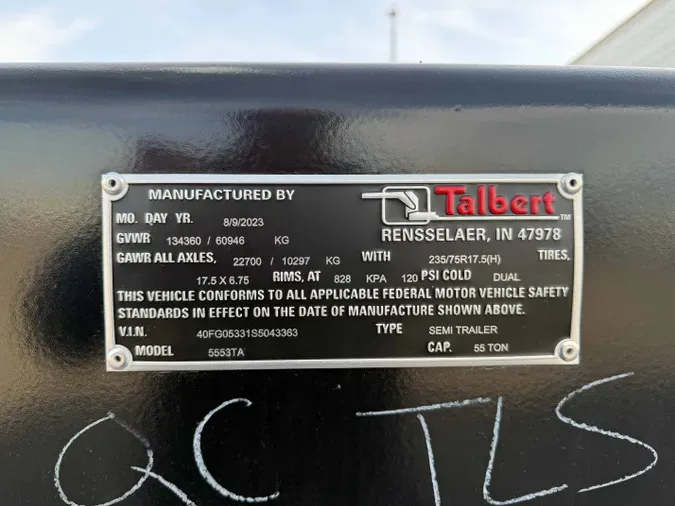 MANUFACTURED BY Talbert TM
MO. DAY YR. 8/9/2023 RENSSELAER, IN 47978
GVWR 134360 / 60946 KG
GAWR ALL AXLES, 22700 / 10297 KG WITH 235/75R17.5(H) TIRES,
17.5 X 6.75 RIMS, AT 828 KPA 120 PSI COLD DUAL
THIS VEHICLE CONFORMS TO ALL APPLICABLE FEDERAL MOTOR VEHICLE SAFETY
STANDARDS IN EFFECT ON THE DATE OF MANUFACTURE SHOWN ABOVE.
V.I.N. 40FG05331S5043363 TYPE SEMI TRAILER
MODEL 5553TA CAP. 55 TON
QC TLS